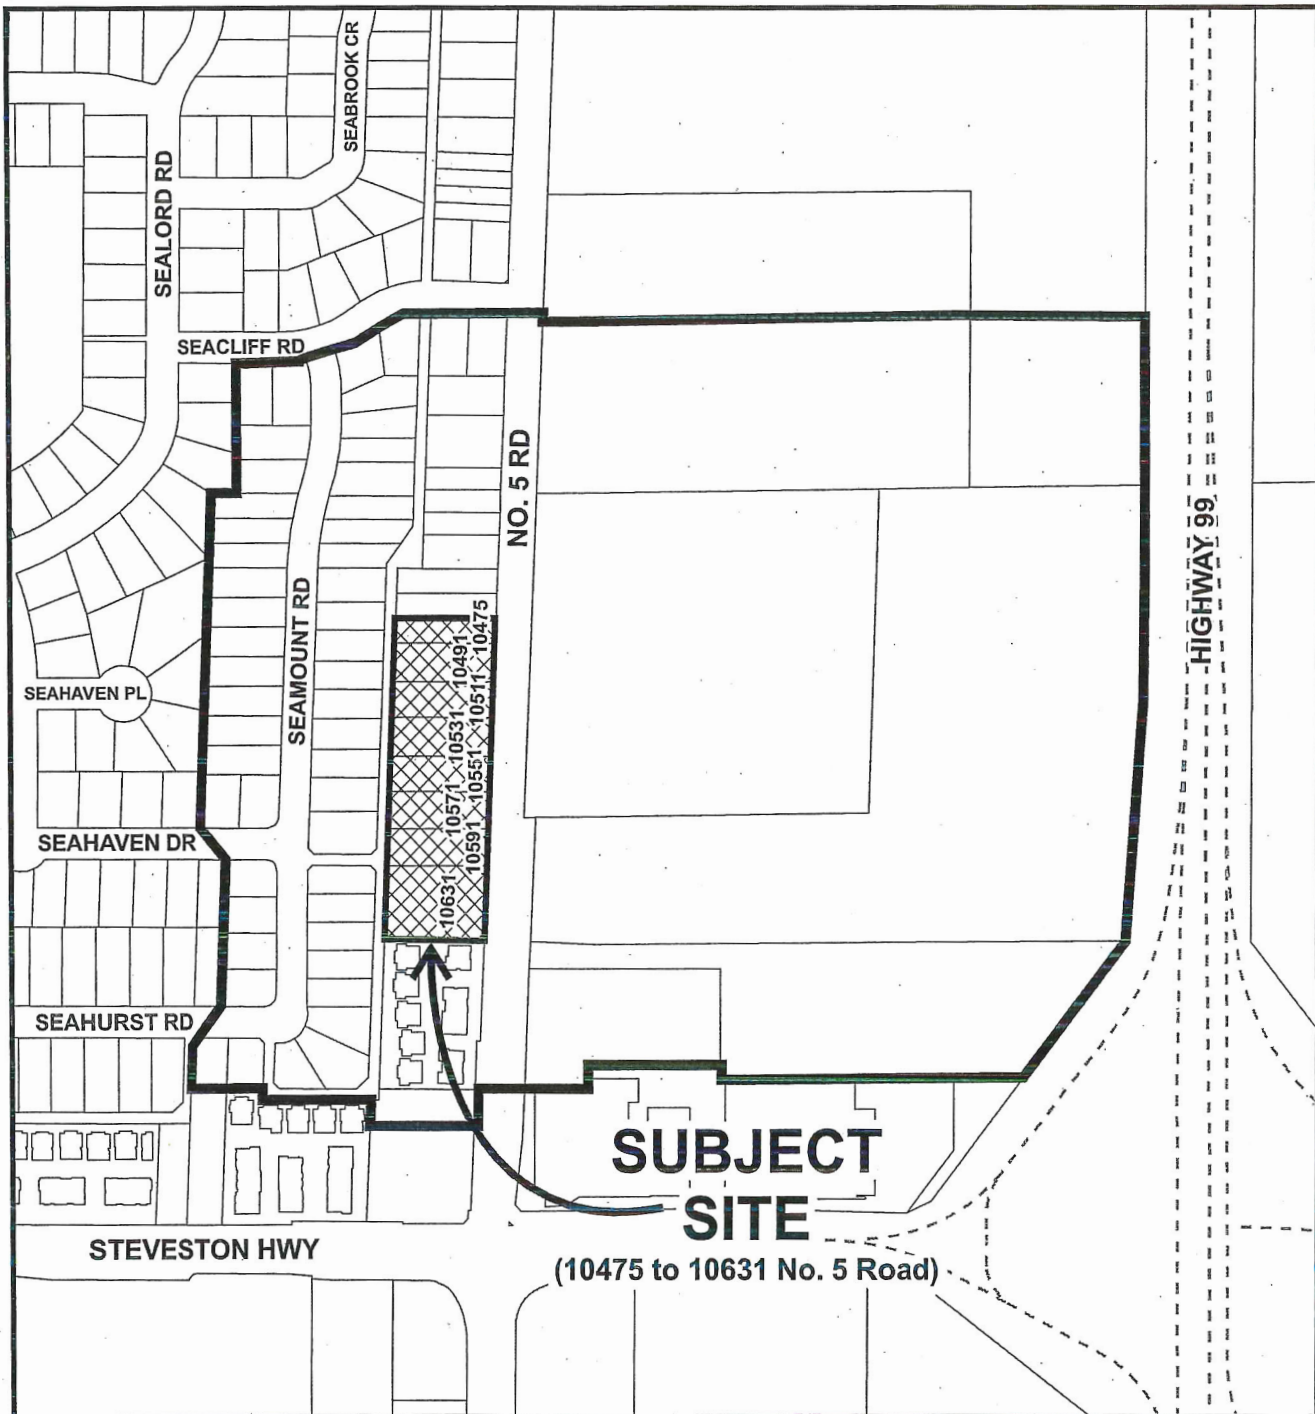 SEABROOK CR
SEALORD RD
SEACLIFF RD
NO. 5 RD
HIGHWAY 99
SEAMOUNT RD
10475
10491
10511
10531
10551
10571
10591
10631
SEAHAVEN PL
SEAHAVEN DR
SEAHURST RD
SUBJECT
SITE
(10475 to 10631 No. 5 Road)
STEVESTON HWY